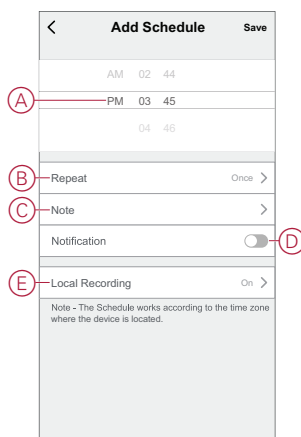 Add Schedule Save
AM 02 44
A PM 03 45
04 46
B Repeat Once
C Note
Notification D
E Local Recording On
Note - The Schedule works according to the time zone
where the device is located.